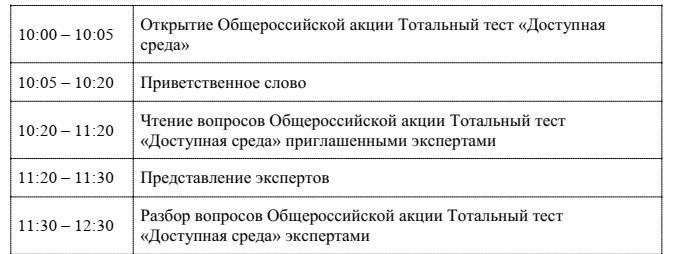 10:00 – 10:05
Открытие Общероссийской акции Тотальный тест «Доступная
среда»
10:05 – 10:20
Приветственное слово
10:20 – 11:20
Чтение вопросов Общероссийской акции Тотальный тест
«Доступная среда» приглашенными экспертами
11:20 – 11:30
Представление экспертов
11:30 – 12:30
Разбор вопросов Общероссийской акции Тотальный тест
«Доступная среда» экспертами